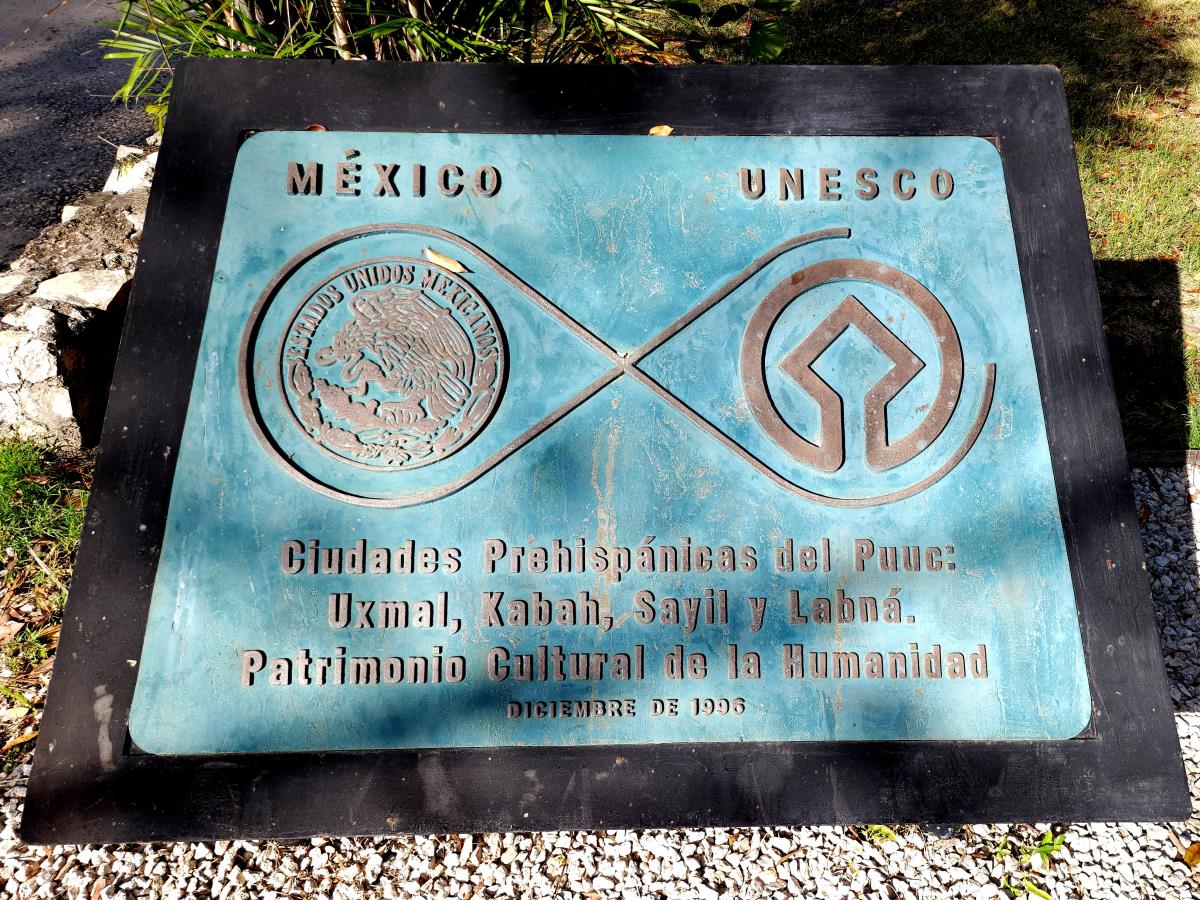 MÉXICO
UNESCO
ESTADOS UNIDOS MEXICANOS
Ciudades Prehispánicas del Puuc:
Uxmal, Kabah, Sayil y Labná.
Patrimonio Cultural de la Humanidad
DICIEMBRE DE 1996